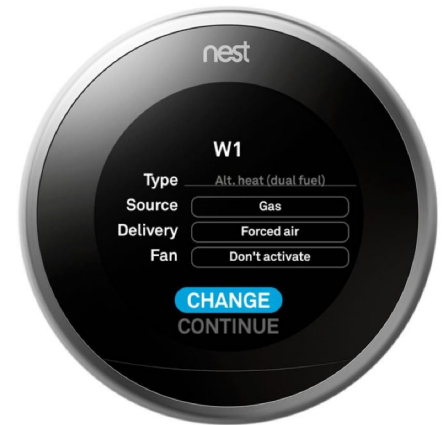 nest
W1
Type Alt. heat (dual fuel)
Source Gas
Delivery Forced air
Fan Don't activate
CHANGE
CONTINUE